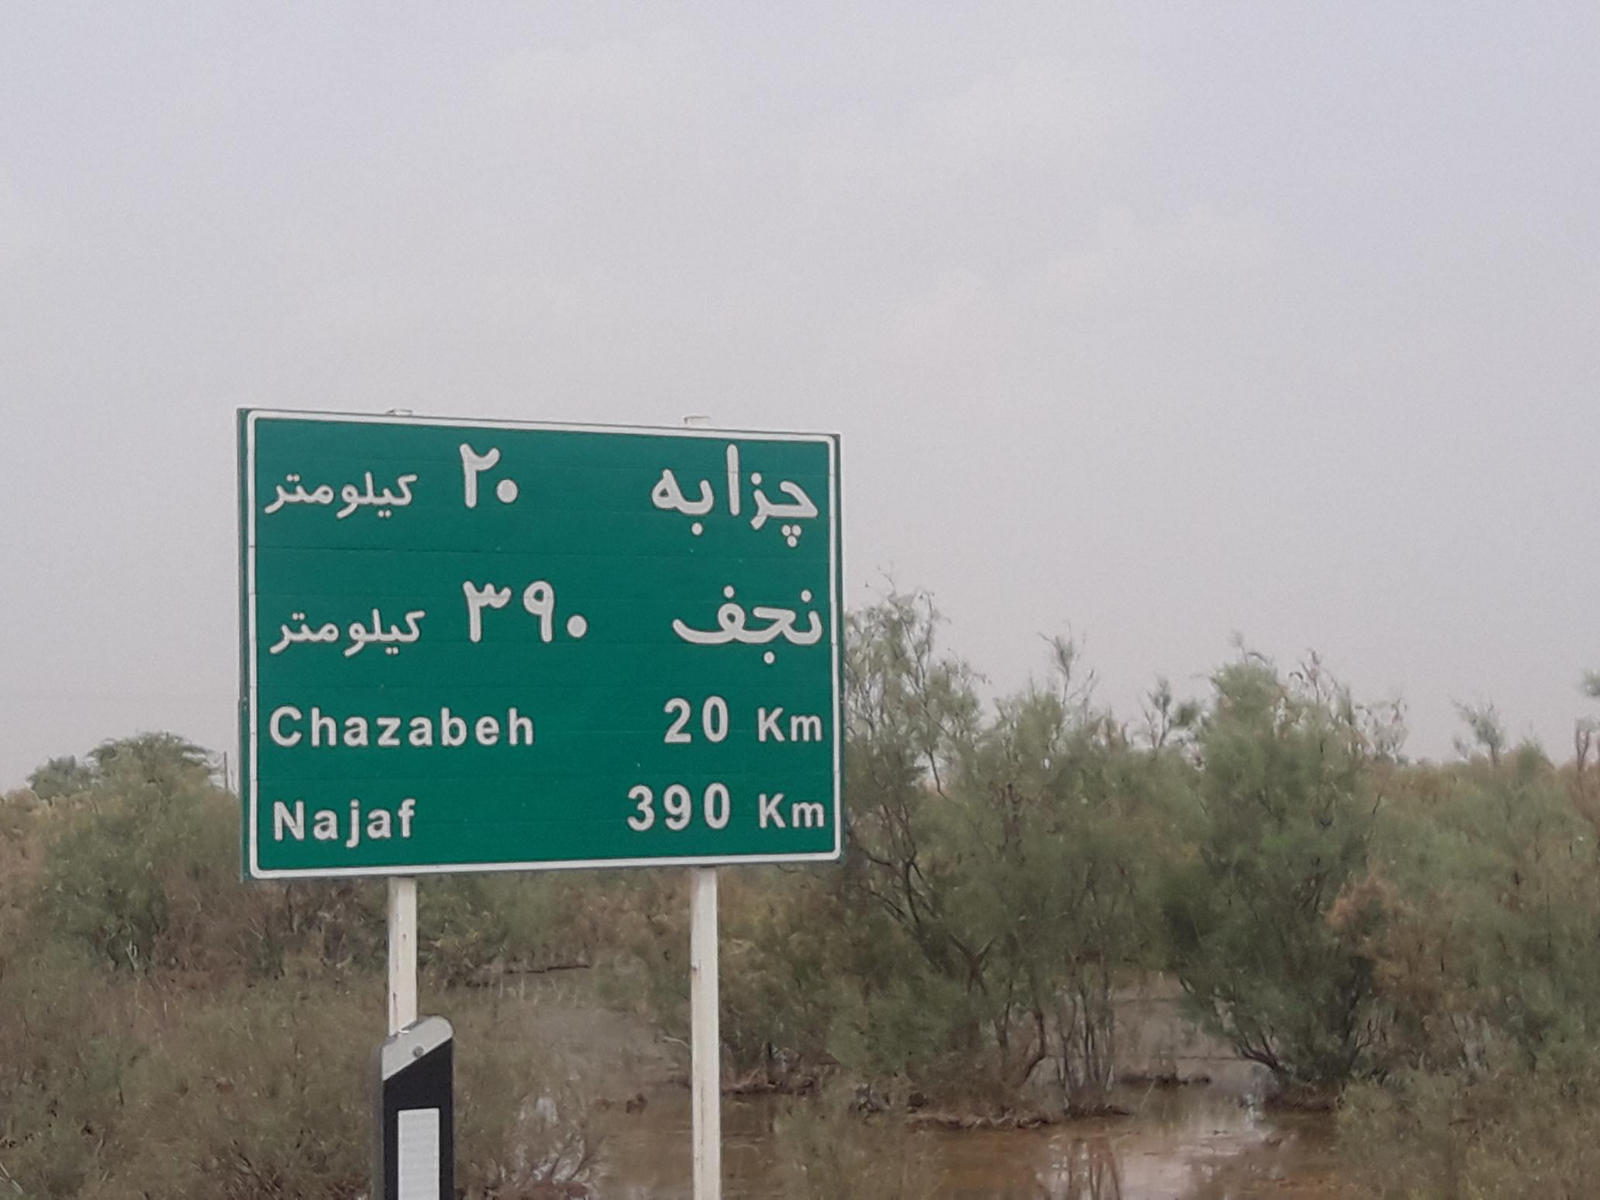 چزابه ۲۰ کیلومتر
نجف ۳۹۰ کیلومتر
Chazabeh 20 Km
Najaf 390 Km